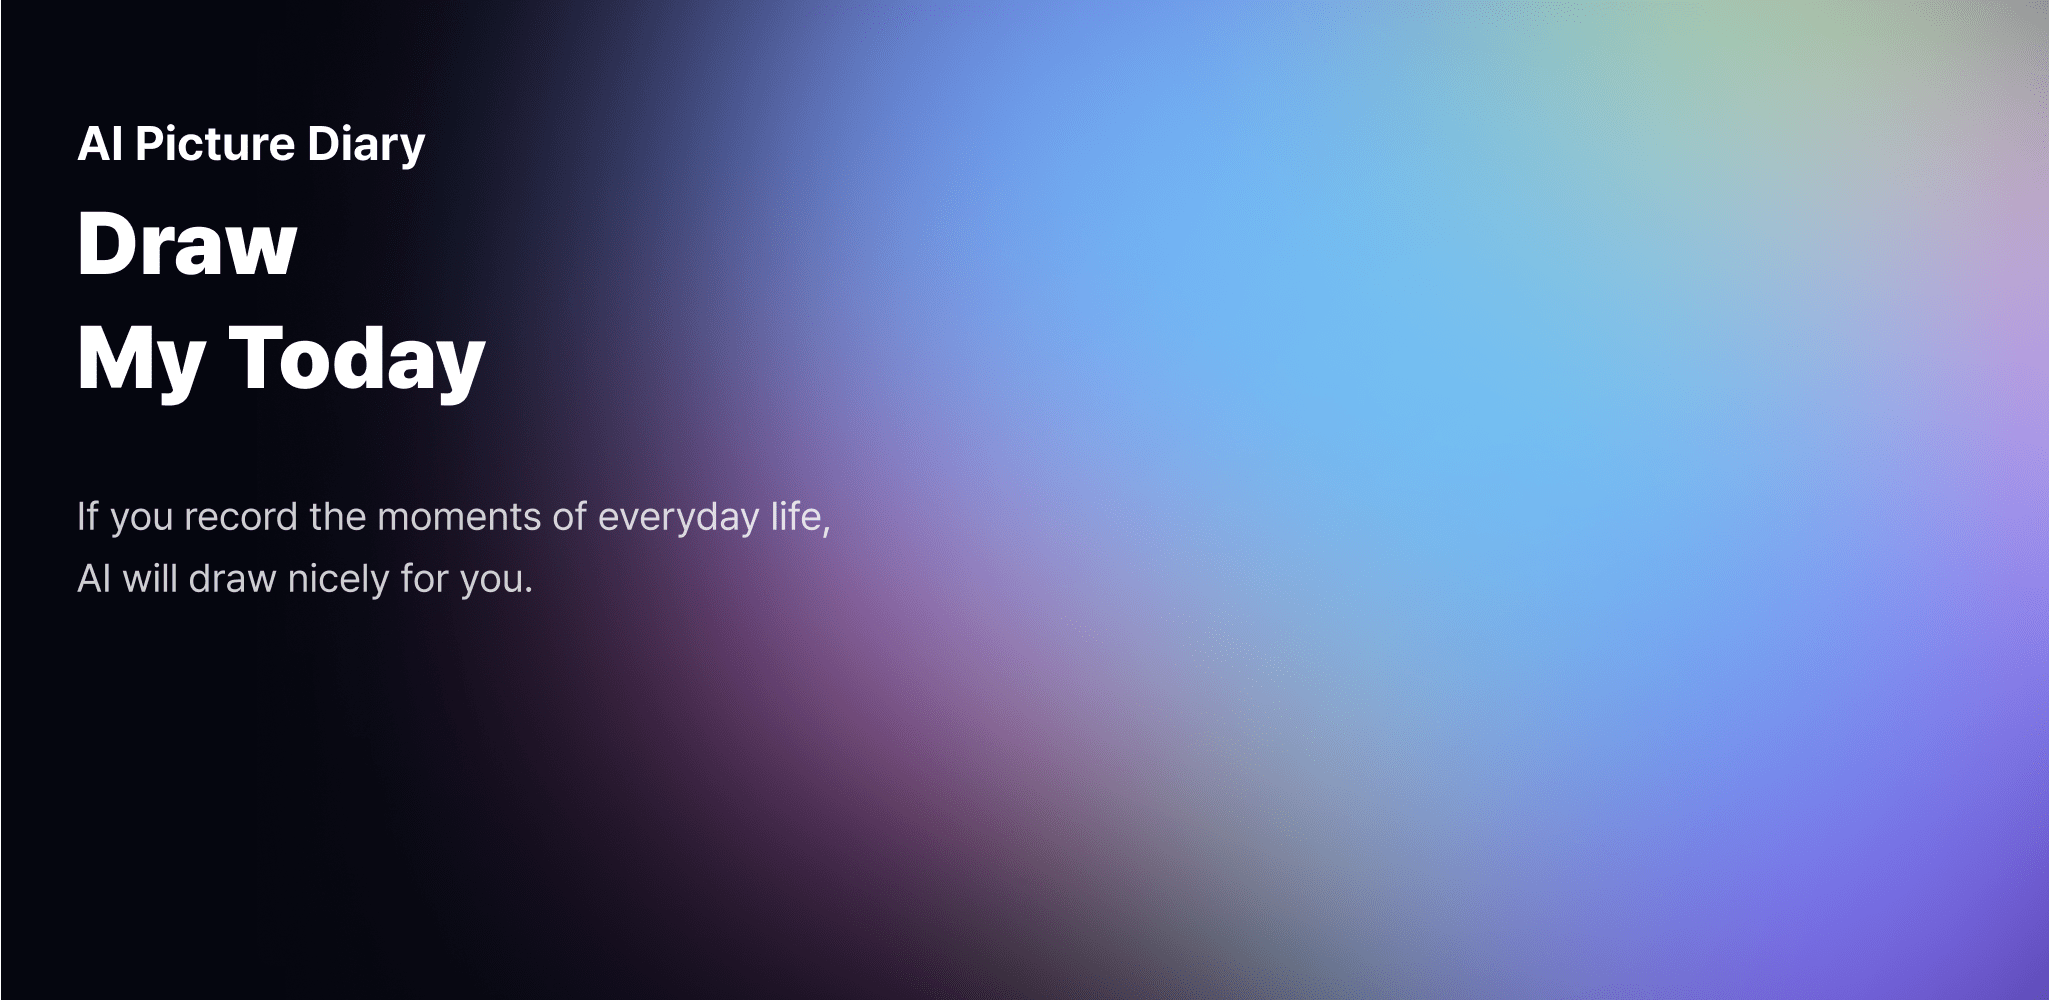 AI Picture Diary
Draw
My Today
If you record the moments of everyday life,
AI will draw nicely for you.